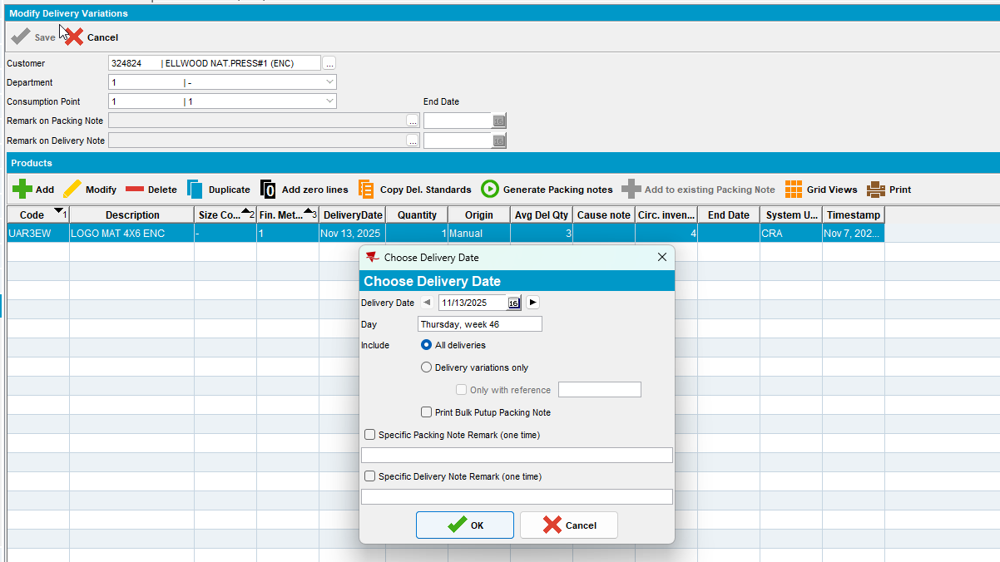 Modify Delivery Variations
Save Cancel
Customer 324824 | ELLWOOD NAT.PRESS#1 (ENC) ...
Department 1 | -
Consumption Point 1 | 1 End Date
Remark on Packing Note ... 16
Remark on Delivery Note ... 16
Products
Add Modify Delete Duplicate 0 Add zero lines Copy Del. Standards Generate Packing notes Add to existing Packing Note Grid Views Print
Code 1 Description Size Co... 2 Fin. Met... 3 DeliveryDate Quantity Origin Avg Del Qty Cause note Circ. inven... End Date System U... Timestamp
UAR3EW LOGO MAT 4X6 ENC - 1 Nov 13, 2025 1 Manual 3 4 CRA Nov 7, 202...
Choose Delivery Date
Choose Delivery Date
Delivery Date 11/13/2025 16
Day Thursday, week 46
Include All deliveries
Delivery variations only
Only with reference
Print Bulk Putup Packing Note
Specific Packing Note Remark (one time)
Specific Delivery Note Remark (one time)
OK Cancel